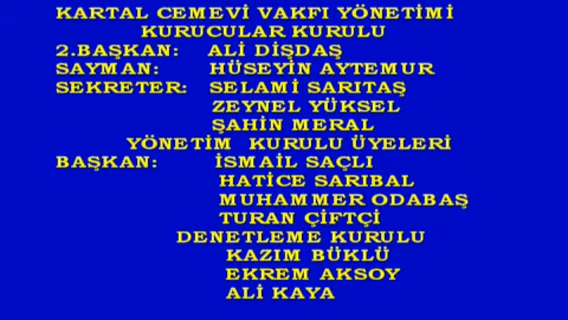 KARTAL CEMEVİ VAKFI YÖNETİMİ
KURUCULAR KURULU
2.BAŞKAN: ALİ DİŞDAŞ
SAYMAN: HÜSEYİN AYTEMUR
SEKRETER: SELAMİ SARITAŞ
ZEYNEL YÜKSEL
ŞAHİN MERAL
YÖNETİM KURULU ÜYELERİ
BAŞKAN: İSMAİL SAÇLI
HATİCE SARIBAL
MUHAMMER ODABAŞ
TURAN ÇİFTÇİ
DENETLEME KURULU
KAZIM BÜKLÜ
EKREM AKSOY
ALİ KAYA